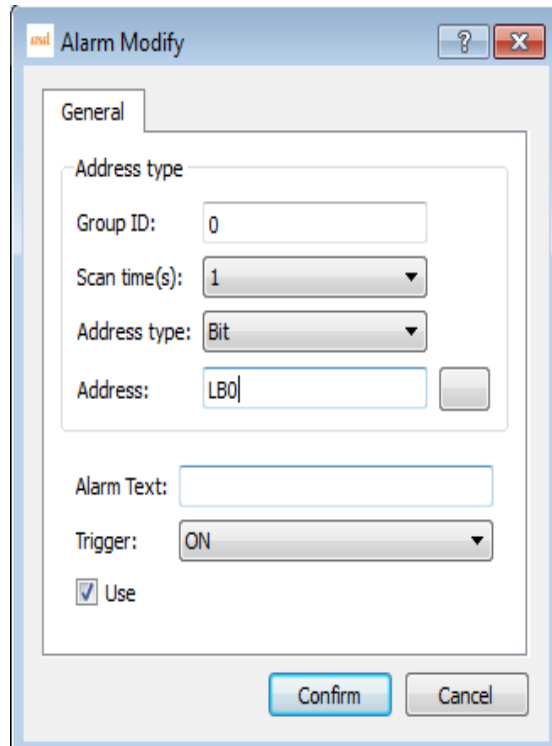 Alarm Modify
?
General
Address type
Group ID: 0
Scan time(s): 1
Address type: Bit
Address: LB0
Alarm Text:
Trigger: ON
Use
Confirm Cancel